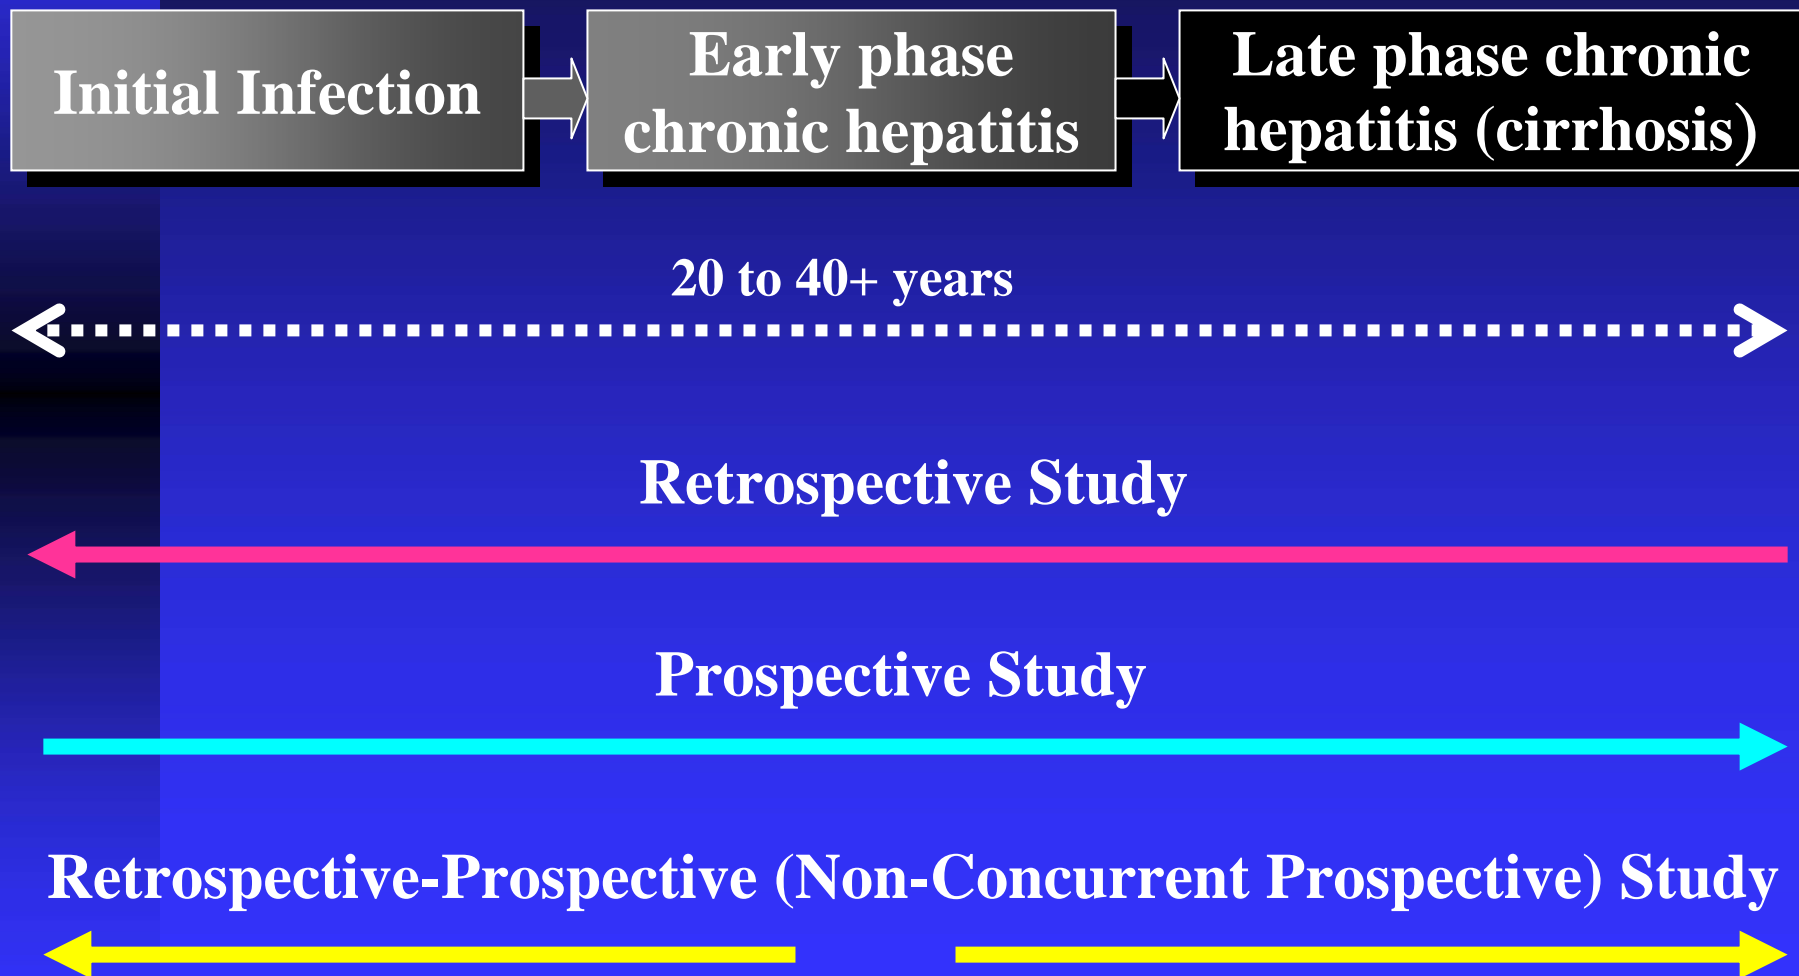 Initial Infection
Early phase
chronic hepatitis
Late phase chronic
hepatitis (cirrhosis)
20 to 40+ years
Retrospective Study
Prospective Study
Retrospective-Prospective (Non-Concurrent Prospective) Study